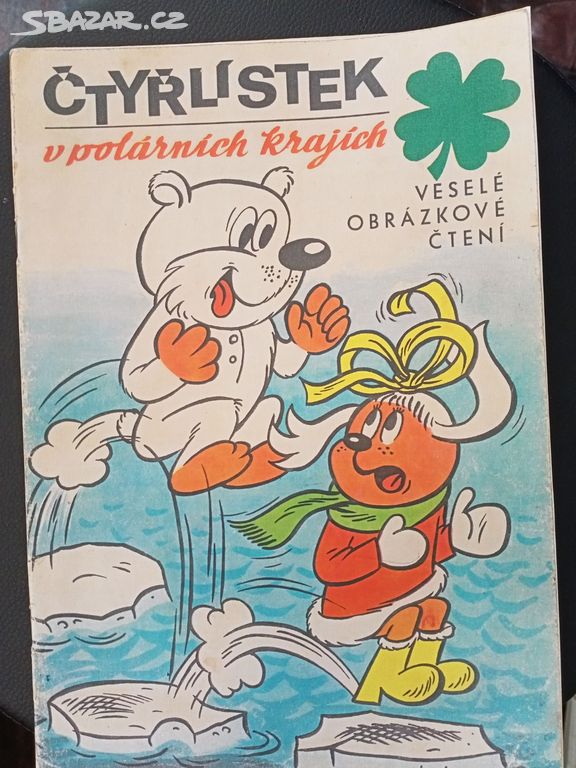 SBAZAR.CZ
ČTYŘLÍSTEK
v polárních krajích
VESELÉ
OBRÁZKOVÉ
ČTENÍ